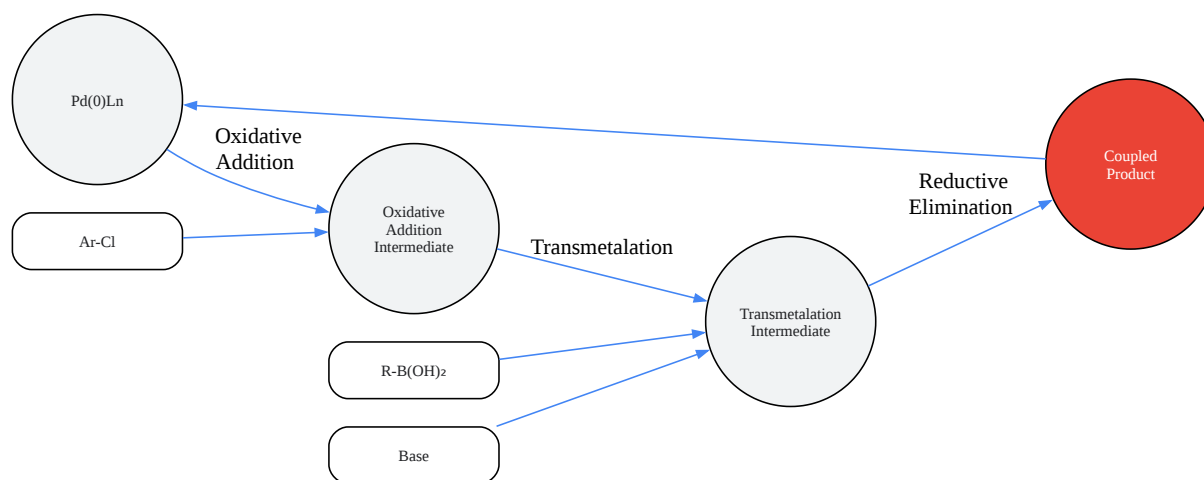 Pd(0)Ln
Oxidative
Addition
Ar-Cl
Oxidative
Addition
Intermediate
Transmetalation
R-B(OH)₂
Base
Transmetalation
Intermediate
Reductive
Elimination
Coupled
Product